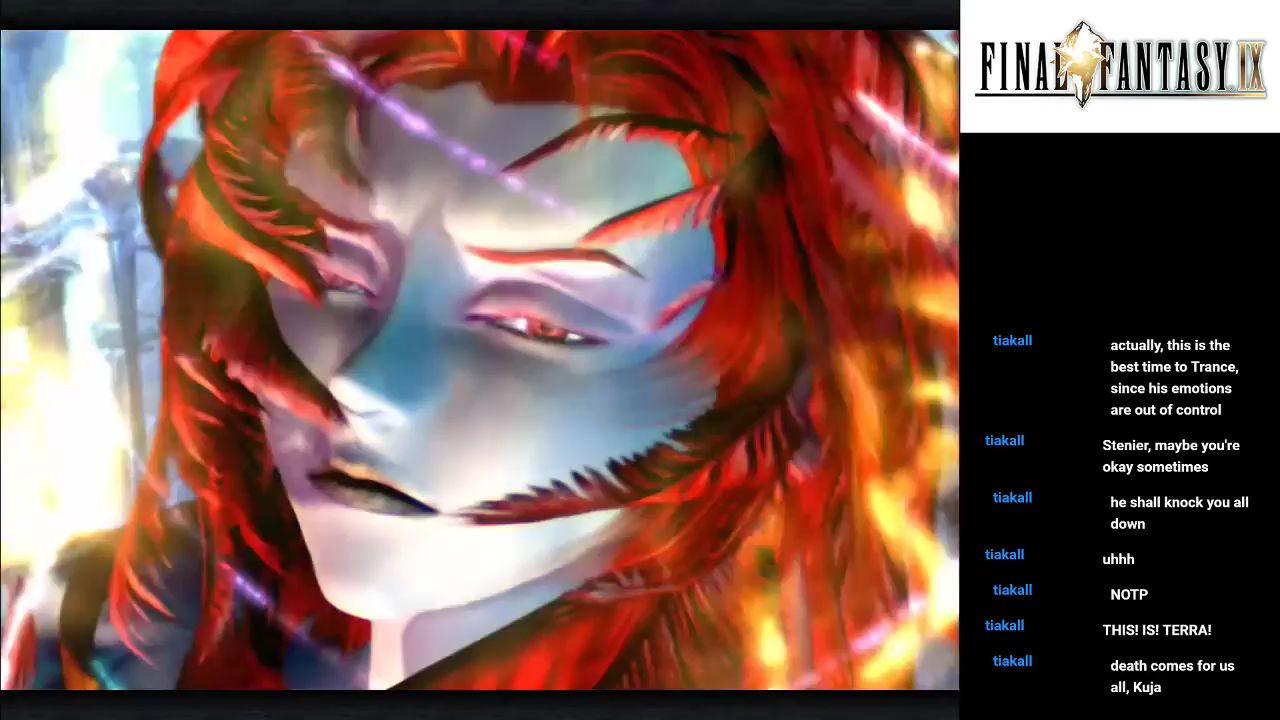 FINAL FANTASY IX
tiakall
actually, this is the
best time to Trance,
since his emotions
are out of control
tiakall
Stenier, maybe you're
okay sometimes
tiakall
he shall knock you all
down
tiakall
uhhh
tiakall
NOTP
tiakall
THIS! IS! TERRA!
tiakall
death comes for us
all, Kuja